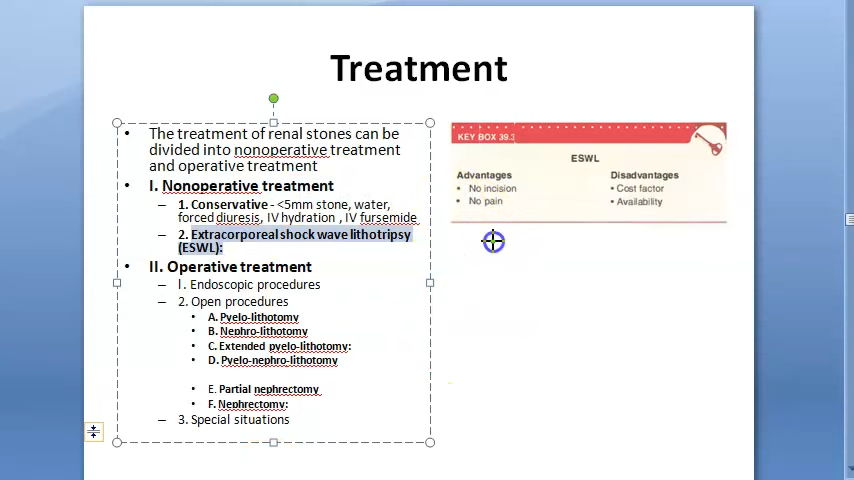 Treatment
• The treatment of renal stones can be
divided into nonoperative treatment
and operative treatment
• I. Nonoperative treatment
– 1. Conservative - <5mm stone, water,
forced diuresis, IV hydration , IV fursemide
– 2. Extracorporeal shock wave lithotripsy
(ESWL):
• II. Operative treatment
– l. Endoscopic procedures
– 2. Open procedures
• A. Pyelo-lithotomy
• B. Nephro-lithotomy
• C. Extended pyelo-lithotomy:
• D. Pyelo-nephro-lithotomy
• E. Partial nephrectomy
• F. Nephrectomy:
– 3. Special situations
KEY BOX 39.3
ESWL
Advantages
• No incision
• No pain
Disadvantages
• Cost factor
• Availability